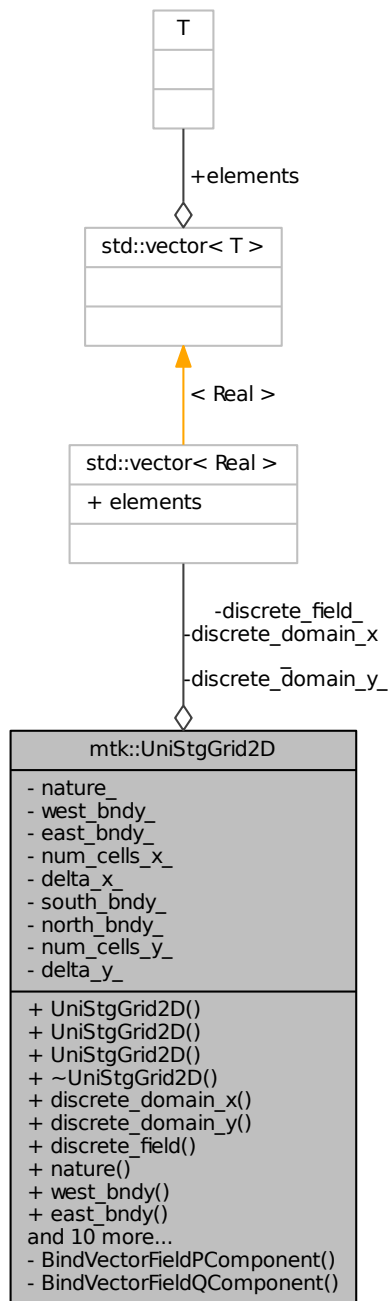 T
+elements
std::vector< T >
< Real >
std::vector< Real >
+ elements
-discrete_field_
-discrete_domain_x
_
-discrete_domain_y_
mtk::UniStgGrid2D
- nature_
- west_bndy_
- east_bndy_
- num_cells_x_
- delta_x_
- south_bndy_
- north_bndy_
- num_cells_y_
- delta_y_
+ UniStgGrid2D()
+ UniStgGrid2D()
+ UniStgGrid2D()
+ ~UniStgGrid2D()
+ discrete_domain_x()
+ discrete_domain_y()
+ discrete_field()
+ nature()
+ west_bndy()
+ east_bndy()
and 10 more...
- BindVectorFieldPComponent()
- BindVectorFieldQComponent()